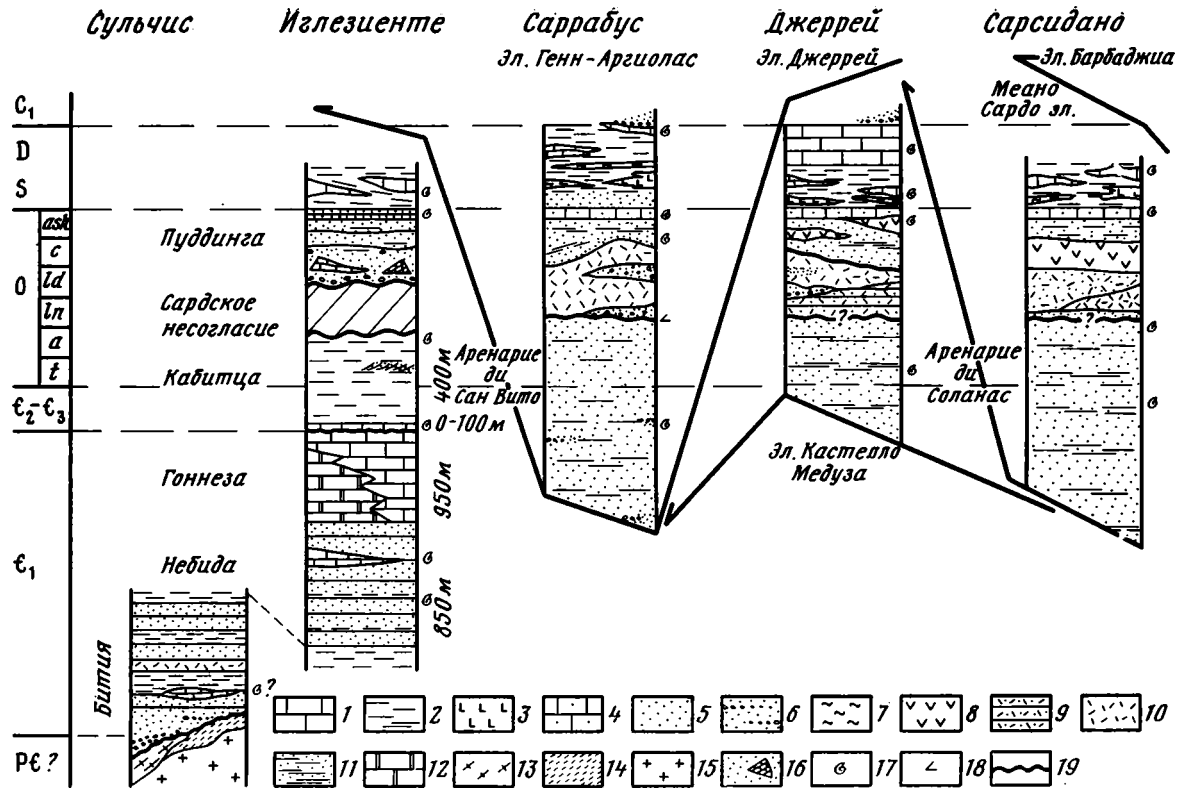 Сульчис
Иглезиенте
Саррабус
Джеррей
Сарсидано
Эл. Генн-Аргиолас
Эл. Джеррей
Эл. Барбаджиа
Меано
Сардо эл.
C₁
D
S
O
ash
c
ld
ln
a
t
Є₂-Є₃
Є₁
PЄ ?
Пуддинга
Сардское
несогласие
Кабитца
Гоннеза
Небида
Бития
400м
0-100м
950м
850м
Аренарие
ди
Сан Вито
Эл. Кастелло
Медуза
Аренарие
ди
Соланас
?
?
?
1
2
3
4
5
6
7
8
9
10
11
12
13
14
15
16
17
18
19